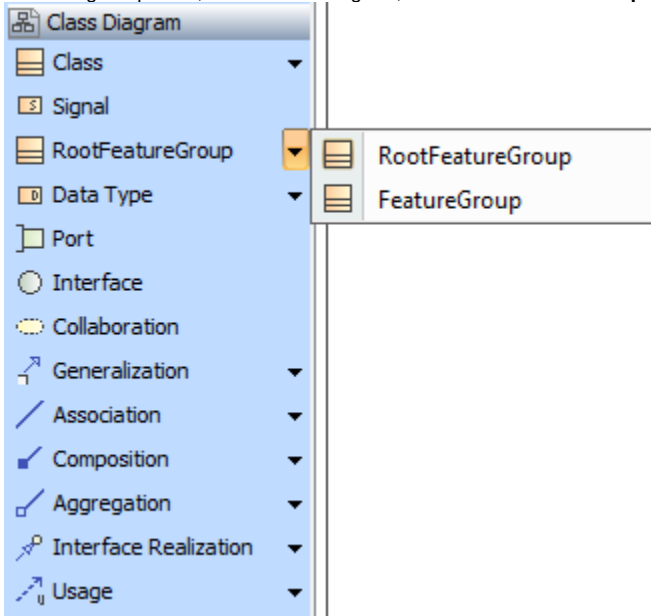 Class Diagram
Class
Signal
RootFeatureGroup
RootFeatureGroup
FeatureGroup
Data Type
Port
Interface
Collaboration
Generalization
Association
Composition
Aggregation
Interface Realization
Usage